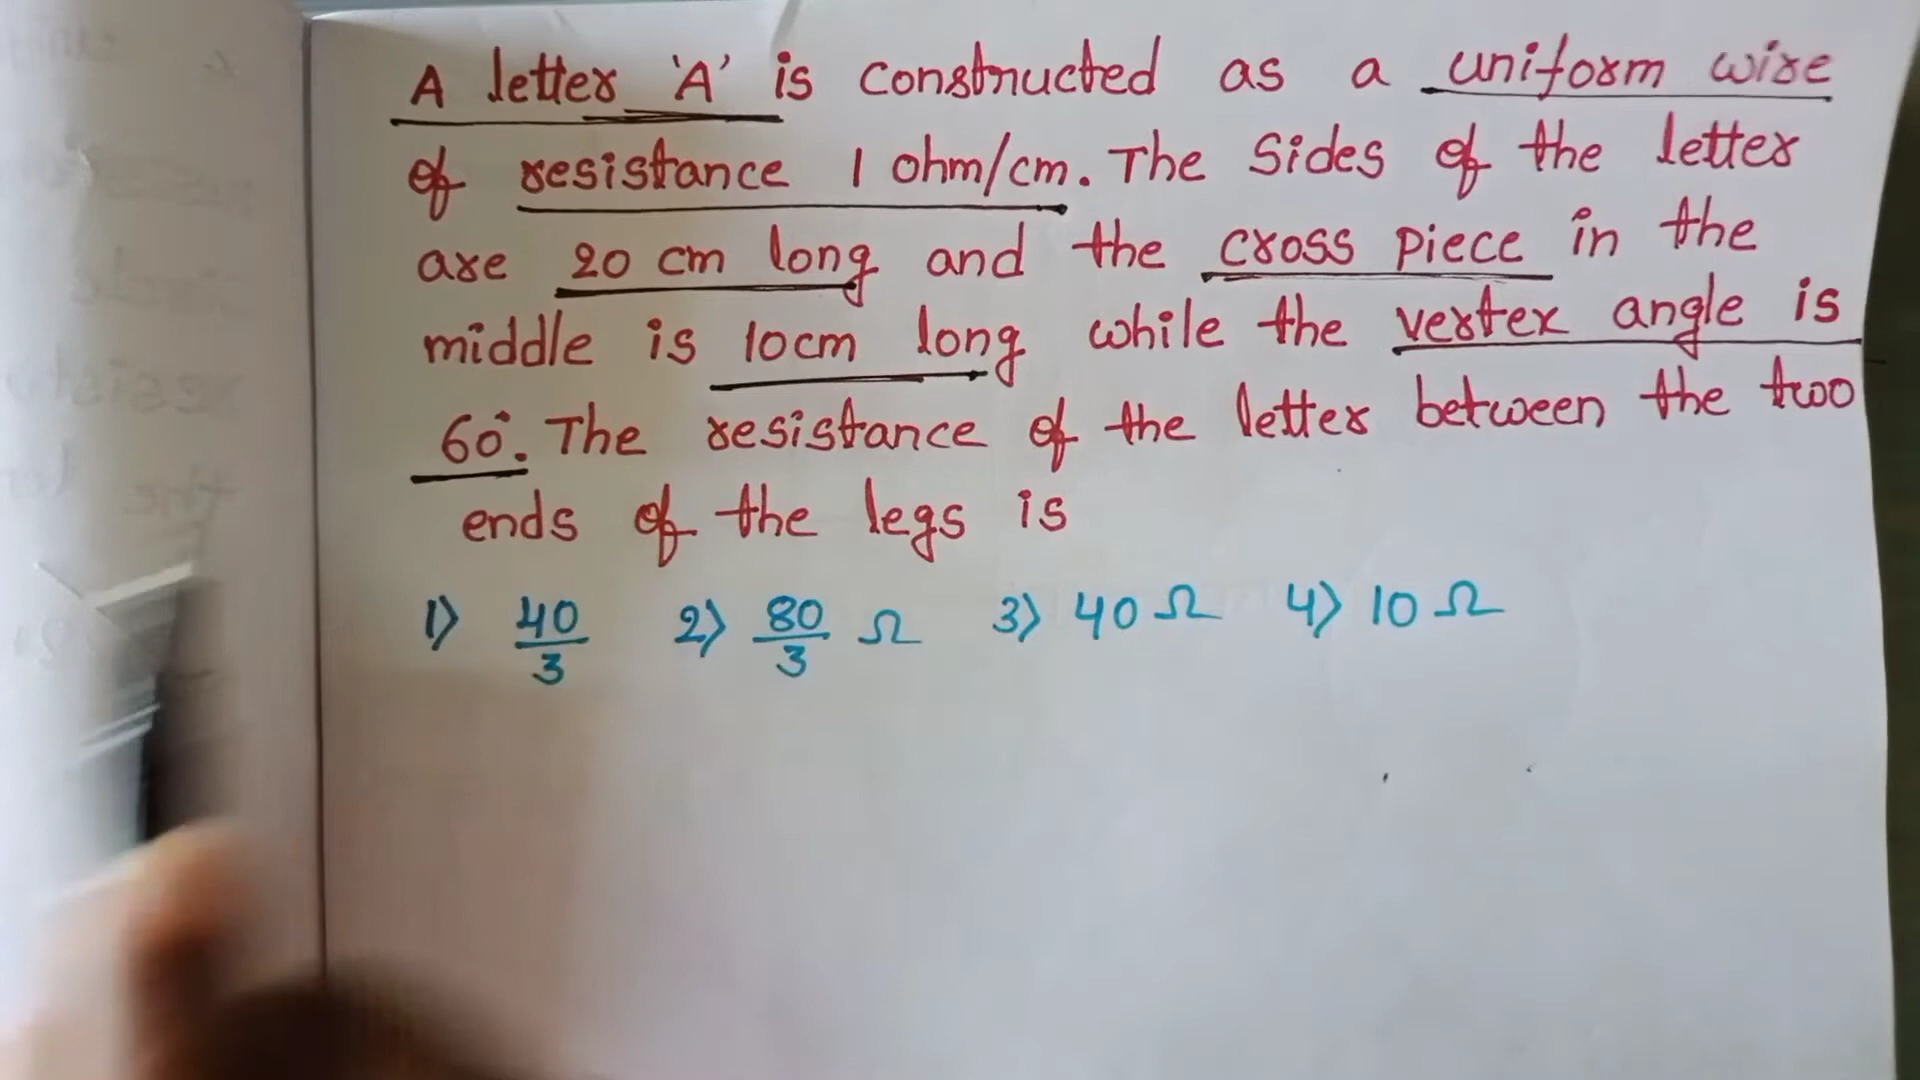 A letter 'A' is constructed as a uniform wire
of resistance 1 ohm/cm. The sides of the letter
are 20 cm long and the cross piece in the
middle is 10cm long while the vertex angle is
60°. The resistance of the letter between the two
ends of the legs is
1) 40/3 2) 80/3 Ω 3) 40 Ω 4) 10 Ω